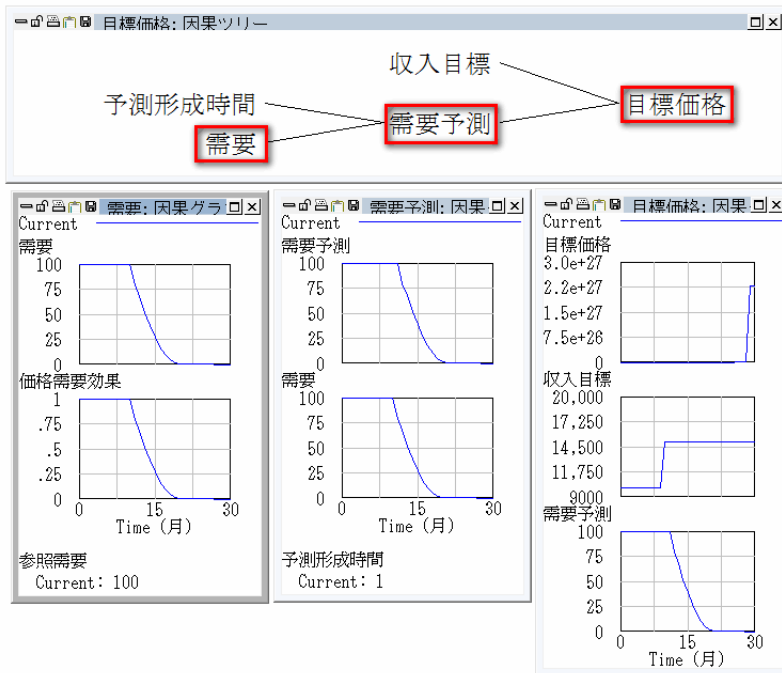 目標価格: 因果ツリー
収入目標
予測形成時間
需要予測
目標価格
需要
需要: 因果グラフ
Current
需要
100
75
50
25
0
価格需要効果
1
.75
.5
.25
0
0 15 30
Time (月)
参照需要
Current: 100
需要予測: 因果
Current
需要予測
100
75
50
25
0
需要
100
75
50
25
0
0 15 30
Time (月)
予測形成時間
Current: 1
目標価格: 因果
Current
目標価格
3.0e+27
2.2e+27
1.5e+27
7.5e+26
0
収入目標
20,000
17,250
14,500
11,750
9000
需要予測
100
75
50
25
0
0 15 30
Time (月)